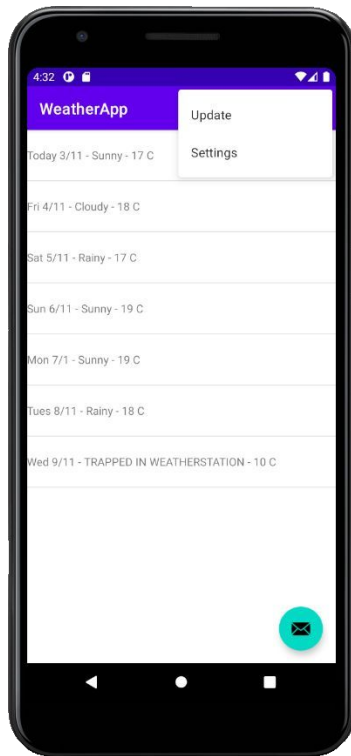 4:32
WeatherApp
Update
Settings
Today 3/11 - Sunny - 17 C
Fri 4/11 - Cloudy - 18 C
Sat 5/11 - Rainy - 17 C
Sun 6/11 - Sunny - 19 C
Mon 7/1 - Sunny - 19 C
Tues 8/11 - Rainy - 18 C
Wed 9/11 - TRAPPED IN WEATHERSTATION - 10 C